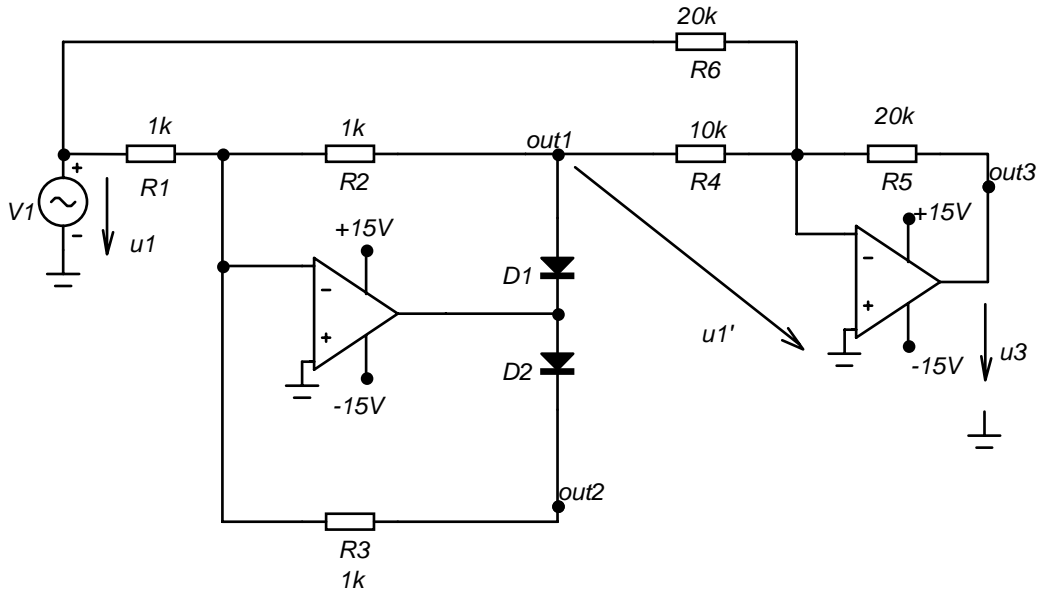 20k
R6
1k
1k
out1
10k
20k
R1
R2
R4
R5
out3
V1
+
-
u1
+15V
-
+
-15V
D1
D2
u1'
+15V
-
+
-15V
u3
out2
R3
1k